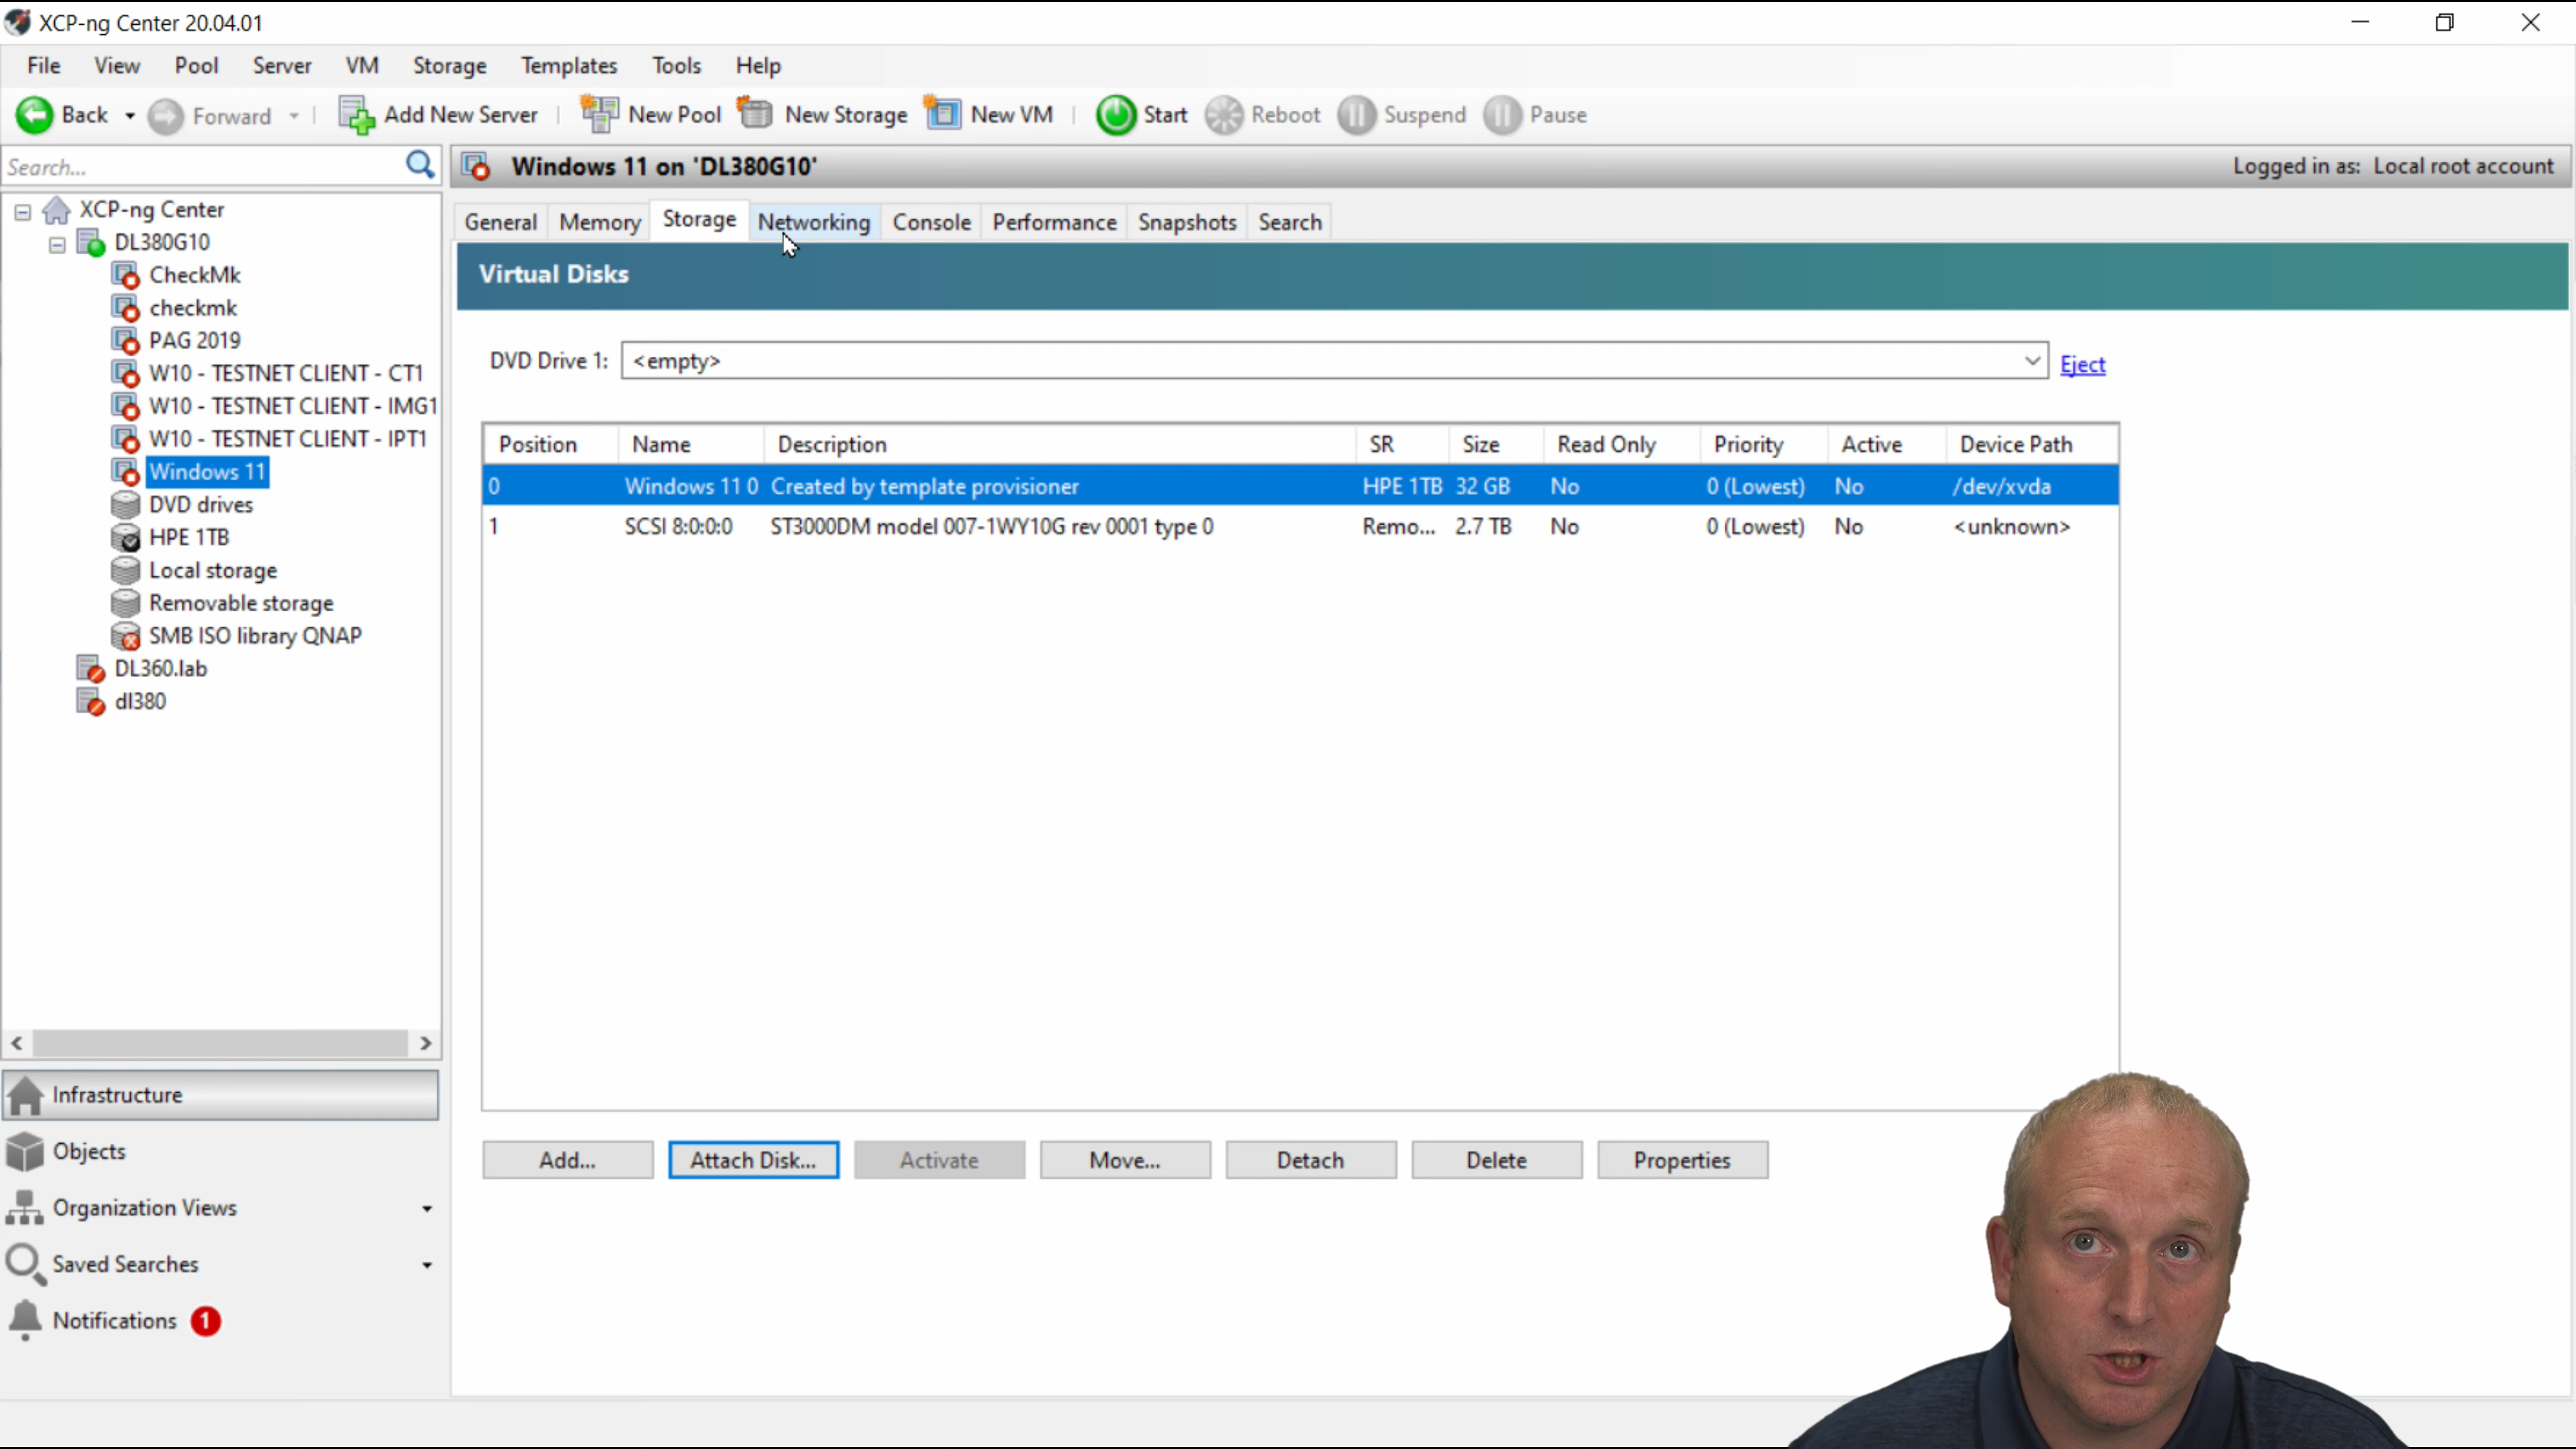 XCP-ng Center 20.04.01
File View Pool Server VM Storage Templates Tools Help
Back Forward Add New Server New Pool New Storage New VM Start Reboot Suspend Pause
Search...
Windows 11 on 'DL380G10'
Logged in as: Local root account
XCP-ng Center
DL380G10
CheckMk
checkmk
PAG 2019
W10 - TESTNET CLIENT - CT1
W10 - TESTNET CLIENT - IMG1
W10 - TESTNET CLIENT - IPT1
Windows 11
DVD drives
HPE 1TB
Local storage
Removable storage
SMB ISO library QNAP
DL360.lab
dl380
Infrastructure
Objects
Organization Views
Saved Searches
Notifications 1
General Memory Storage Networking Console Performance Snapshots Search
Virtual Disks
DVD Drive 1: <empty> Eject
Position Name Description SR Size Read Only Priority Active Device Path
0 Windows 11 0 Created by template provisioner HPE 1TB 32 GB No 0 (Lowest) No /dev/xvda
1 SCSI 8:0:0:0 ST3000DM model 007-1WY10G rev 0001 type 0 Remo... 2.7 TB No 0 (Lowest) No <unknown>
Add... Attach Disk... Activate Move... Detach Delete Properties